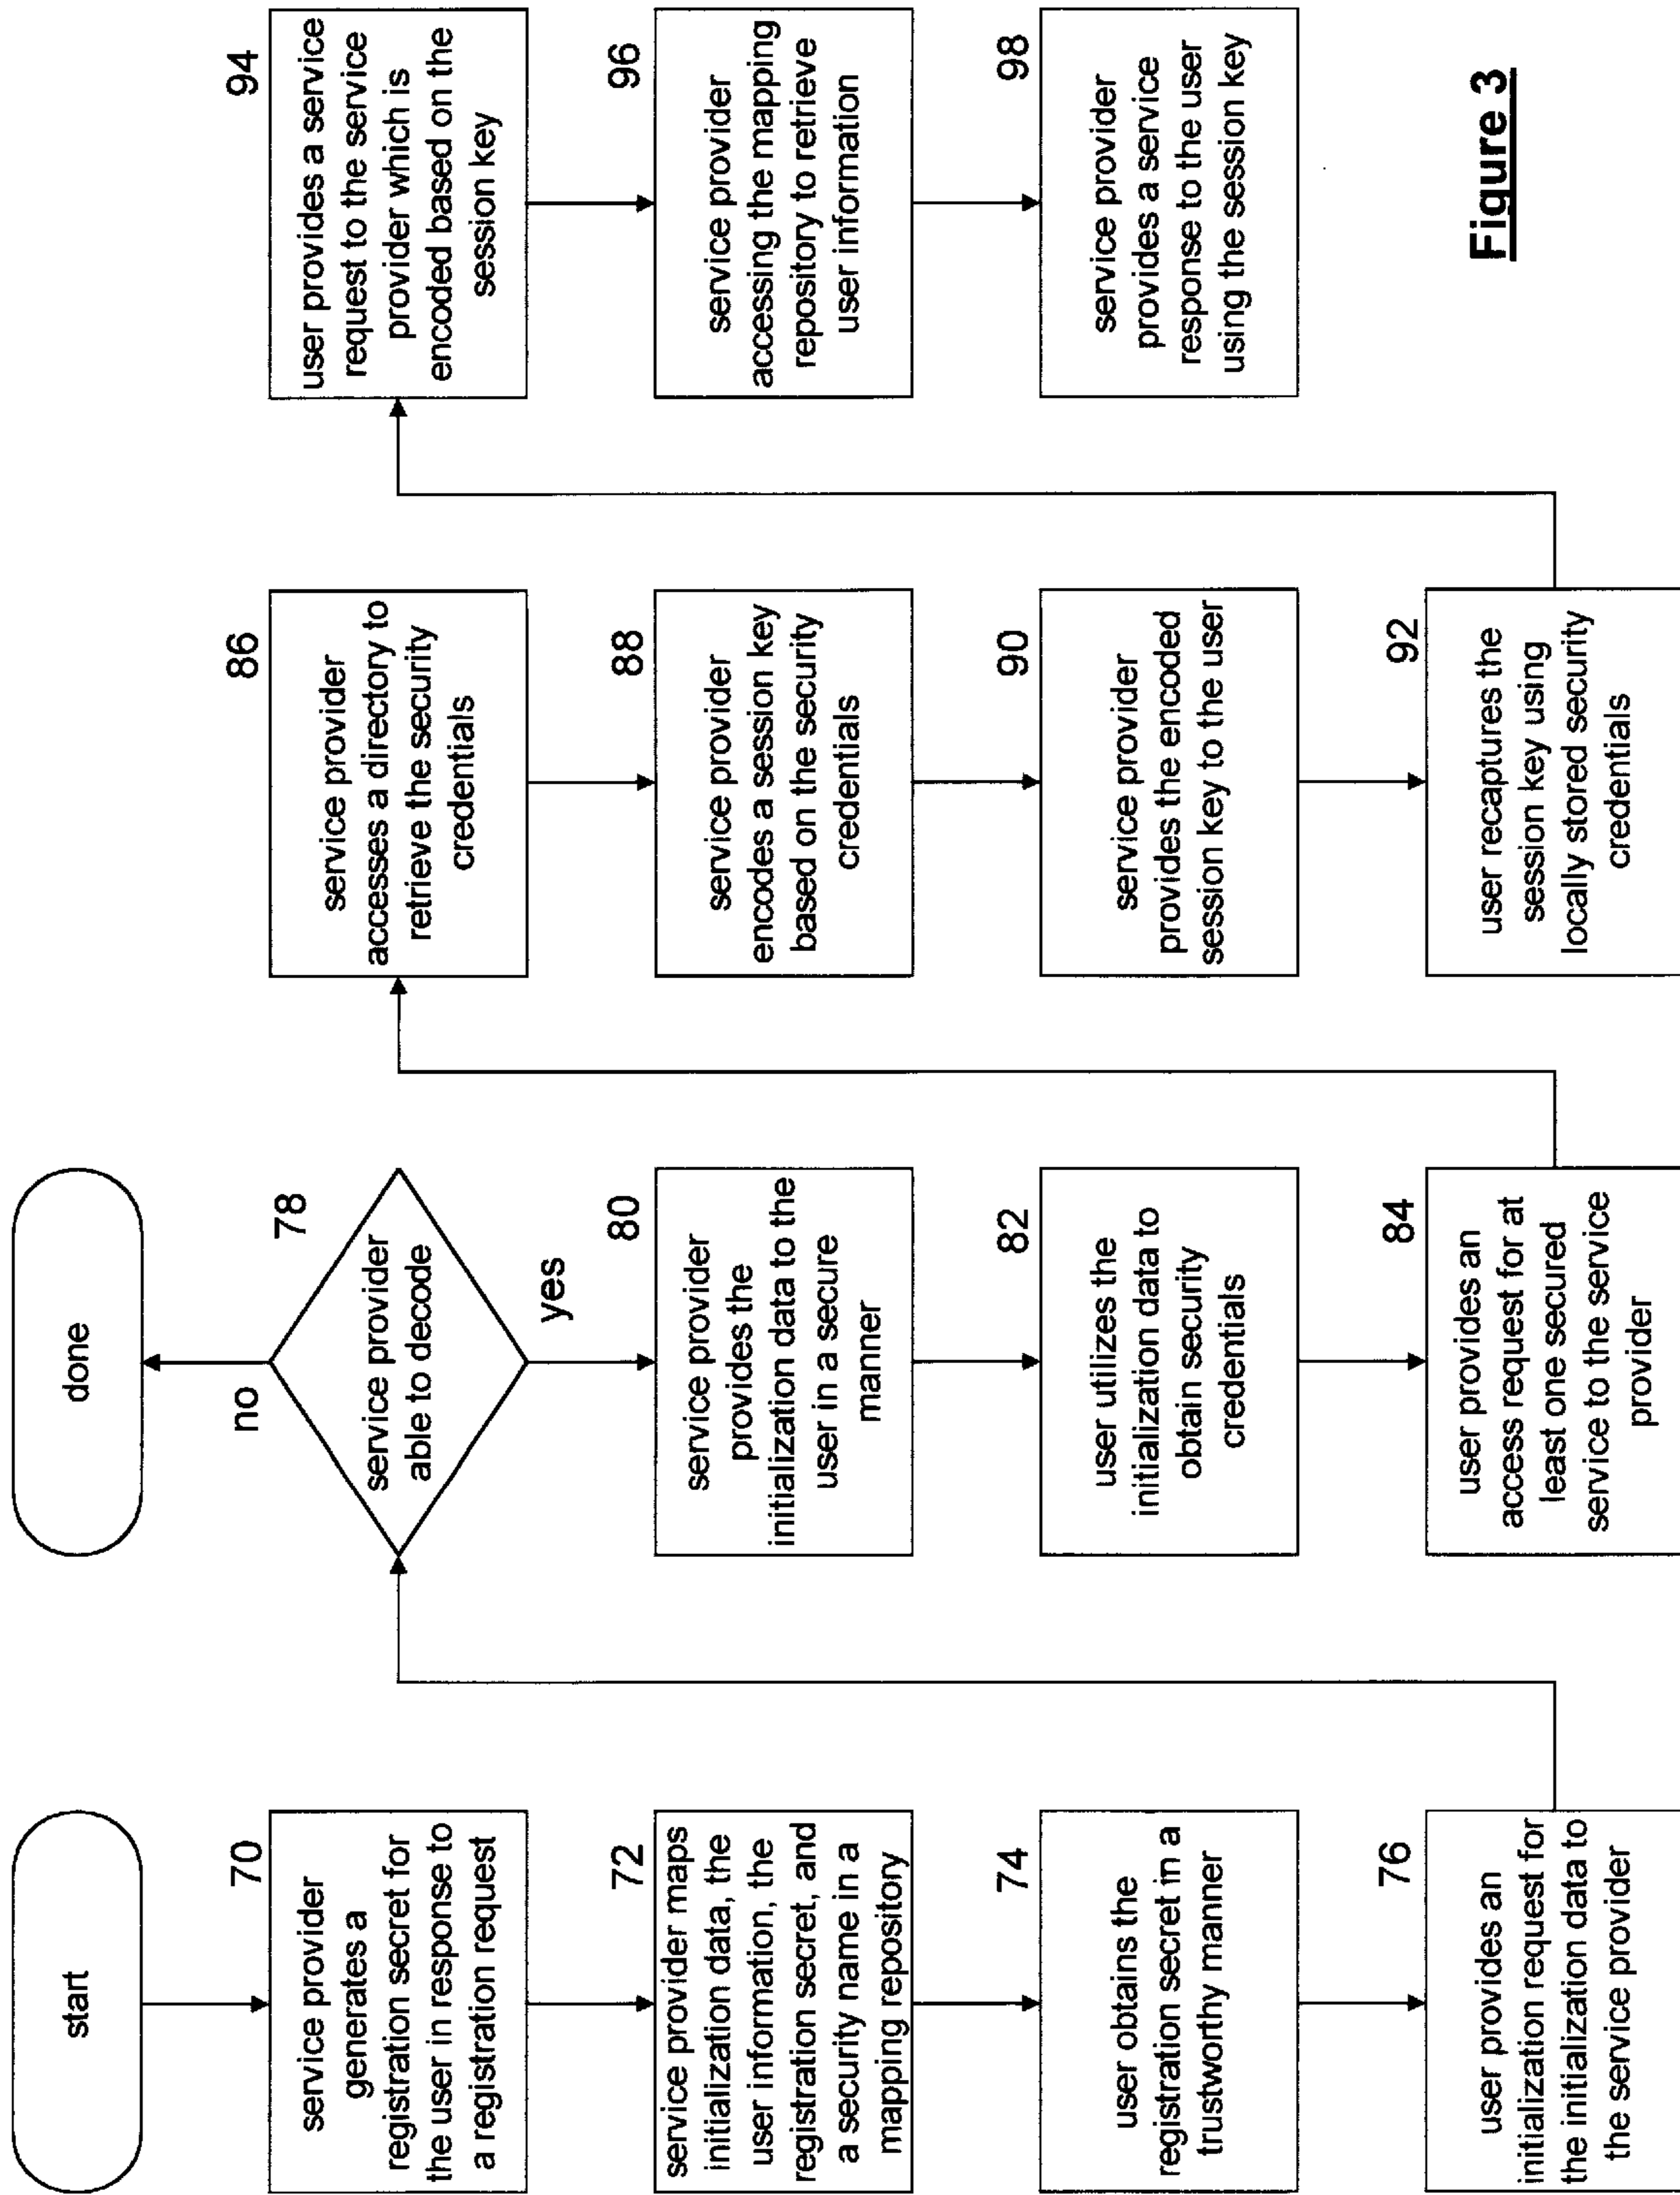 start
70
service provider
generates a
registration secret for
the user in response to
a registration request
72
service provider maps
initialization data, the
user information, the
registration secret, and
a security name in a
mapping repository
74
user obtains the
registration secret in a
trustworthy manner
76
user provides an
initialization request for
the initialization data to
the service provider
done
no
78
service provider
able to decode
yes
80
service provider
provides the
initialization data to the
user in a secure
manner
82
user utilizes the
initialization data to
obtain security
credentials
84
user provides an
access request for at
least one secured
service to the service
provider
86
service provider
accesses a directory to
retrieve the security
credentials
88
service provider
encodes a session key
based on the security
credentials
90
service provider
provides the encoded
session key to the user
92
user recaptures the
session key using
locally stored security
credentials
94
user provides a service
request to the service
provider which is
encoded based on the
session key
96
service provider
accessing the mapping
repository to retrieve
user information
98
service provider
provides a service
response to the user
using the session key
Figure 3